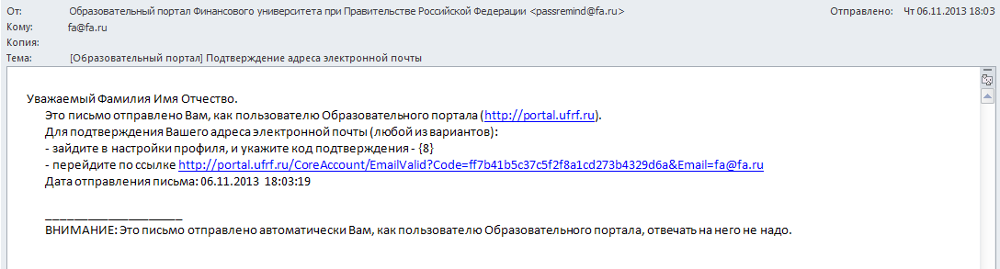 От: Образовательный портал Финансового университета при Правительстве Российской Федерации <passremind@fa.ru> Отправлено: Чт 06.11.2013 18:03
Кому: fa@fa.ru
Копия:
Тема: [Образовательный портал] Подтверждение адреса электронной почты
Уважаемый Фамилия Имя Отчество.
Это письмо отправлено Вам, как пользователю Образовательного портала (http://portal.ufrf.ru).
Для подтверждения Вашего адреса электронной почты (любой из вариантов):
- зайдите в настройки профиля, и укажите код подтверждения - {8}
- перейдите по ссылке http://portal.ufrf.ru/CoreAccount/EmailValid?Code=ff7b41b5c37c5f2f8a1cd273b4329d6a&Email=fa@fa.ru
Дата отправления письма: 06.11.2013 18:03:19
____________________
ВНИМАНИЕ: Это письмо отправлено автоматически Вам, как пользователю Образовательного портала, отвечать на него не надо.